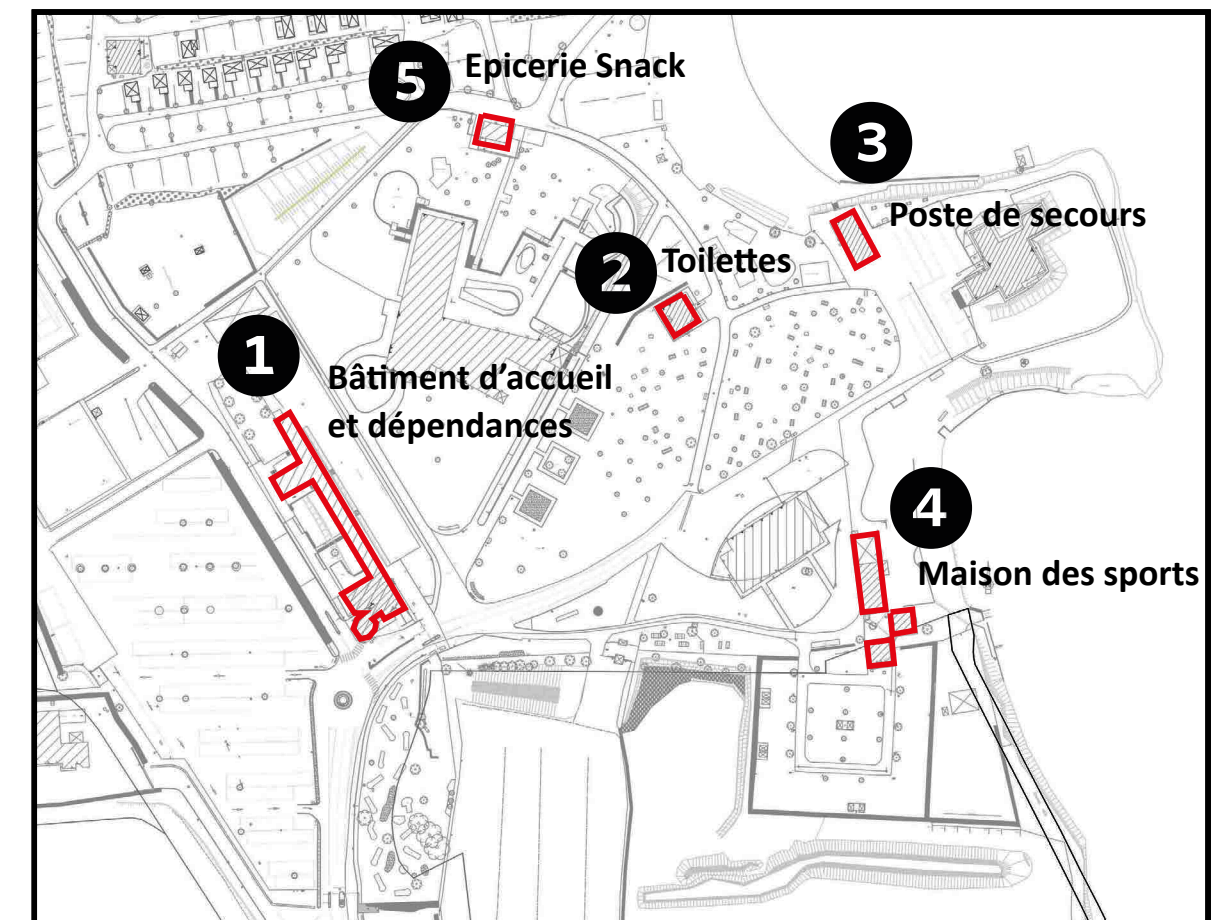 5
Epicerie Snack
3
Poste de secours
2
Toilettes
1
Bâtiment d’accueil
et dépendances
4
Maison des sports